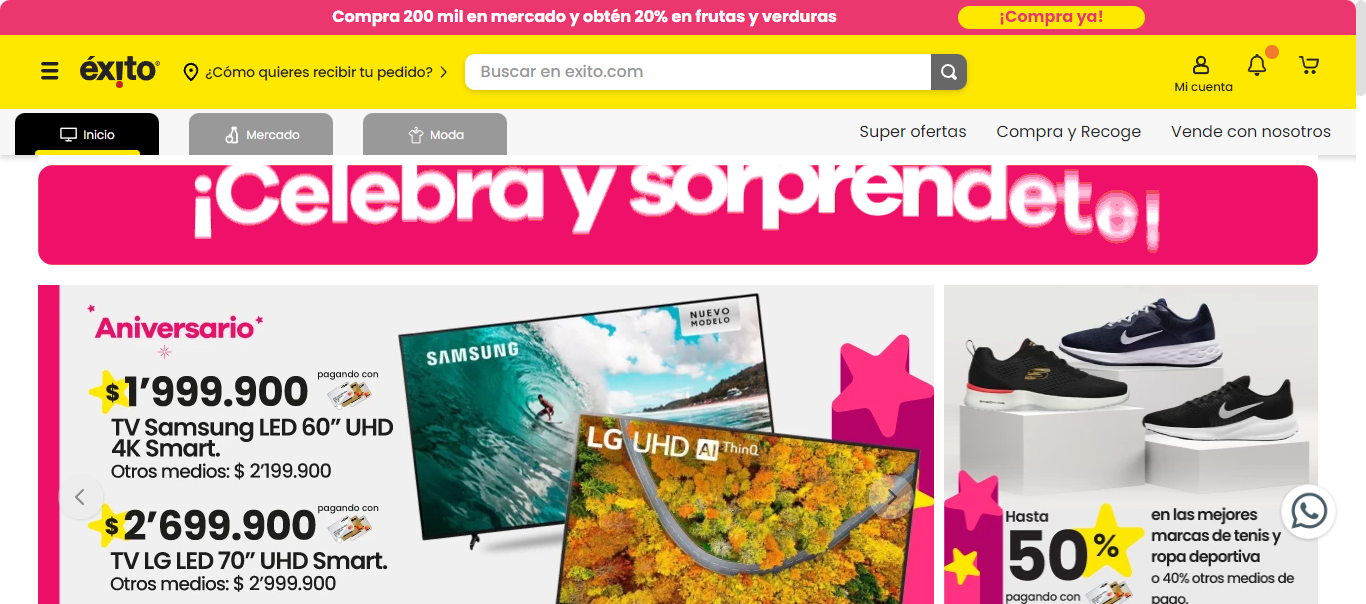 Compra 200 mil en mercado y obtén 20% en frutas y verduras
¡Compra ya!
éxito
¿Cómo quieres recibir tu pedido?
Buscar en exito.com
Mi cuenta
Inicio
Mercado
Moda
Super ofertas
Compra y Recoge
Vende con nosotros
¡Celebra y sorprendete!
Aniversario
$1’999.900
pagando con
TV Samsung LED 60” UHD
4K Smart.
Otros medios: $ 2’199.900
$2’699.900
pagando con
TV LG LED 70” UHD Smart.
Otros medios: $ 2’999.900
SAMSUNG
NUEVO
MODELO
LG UHD AI ThinQ
Hasta
50%
pagando con
en las mejores
marcas de tenis y
ropa deportiva
o 40% otros medios de
pago.